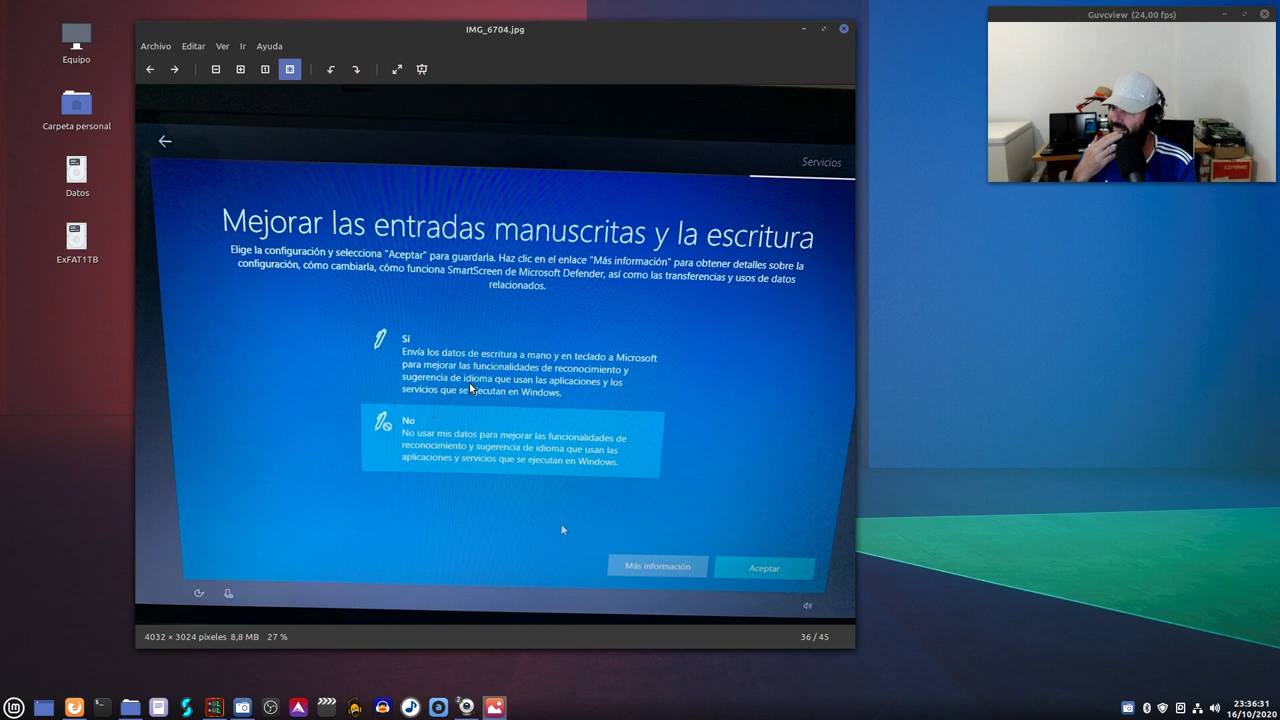 IMG_6704.jpg
Guvcview (24,00 fps)
Archivo Editar Ver Ir Ayuda
Equipo
Carpeta personal
Datos
ExFAT1TB
Servicios
Mejorar las entradas manuscritas y la escritura
Elige la configuración y selecciona "Aceptar" para guardarla. Haz clic en el enlace "Más información" para obtener detalles sobre la
configuración, cómo cambiarla, cómo funciona SmartScreen de Microsoft Defender, así como las transferencias y usos de datos
relacionados.
Sí
Envía los datos de escritura a mano y en teclado a Microsoft
para mejorar las funcionalidades de reconocimiento y
sugerencia de idioma que usan las aplicaciones y los
servicios que se ejecutan en Windows.
No
No usar mis datos para mejorar las funcionalidades de
reconocimiento y sugerencia de idioma que usan las
aplicaciones y servicios que se ejecutan en Windows.
Más información
Aceptar
4032 × 3024 píxeles 8,8 MB 27 %
36 / 45
23:36:31
16/10/2020